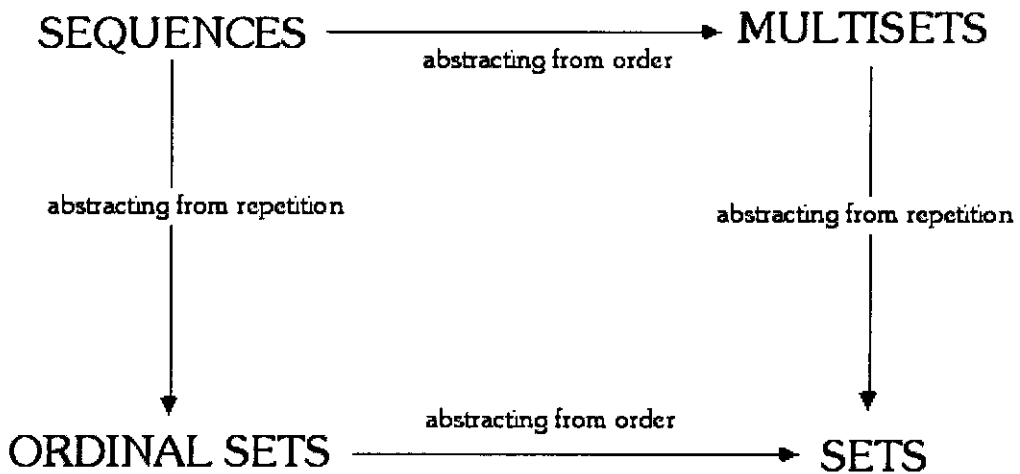 SEQUENCES
MULTISETS
abstracting from order
abstracting from repetition
abstracting from repetition
abstracting from order
ORDINAL SETS
SETS